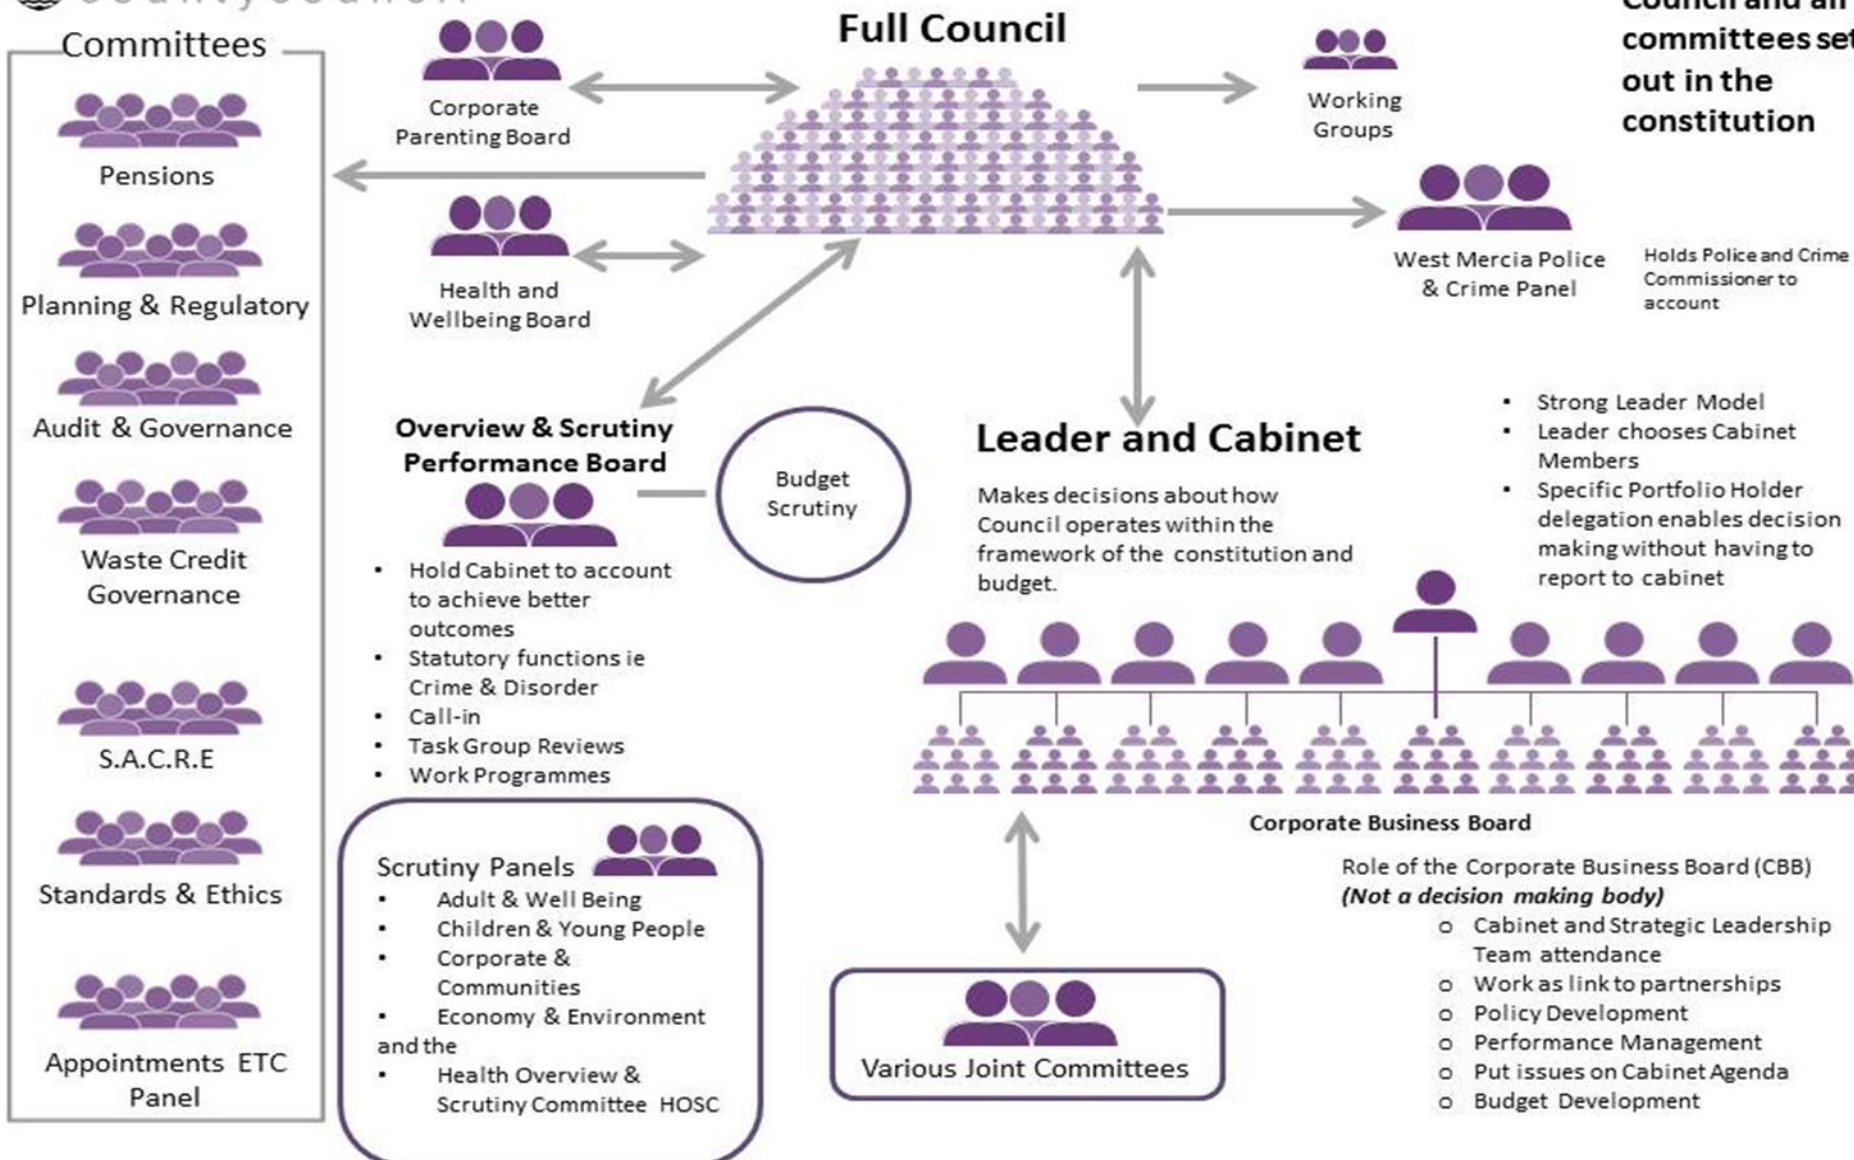 Committees
Pensions
Planning & Regulatory
Audit & Governance
Waste Credit
Governance
S.A.C.R.E
Standards & Ethics
Appointments ETC
Panel
Corporate
Parenting Board
Health and
Wellbeing Board
Full Council
Working
Groups
committees set
out in the
constitution
West Mercia Police
& Crime Panel
Holds Police and Crime
Commissioner to
account
Overview & Scrutiny
Performance Board
Budget
Scrutiny
• Hold Cabinet to account
to achieve better
outcomes
• Statutory functions ie
Crime & Disorder
• Call-in
• Task Group Reviews
• Work Programmes
Scrutiny Panels
• Adult & Well Being
• Children & Young People
• Corporate &
Communities
• Economy & Environment
and the
• Health Overview &
Scrutiny Committee HOSC
Leader and Cabinet
Makes decisions about how
Council operates within the
framework of the constitution and
budget.
• Strong Leader Model
• Leader chooses Cabinet
Members
• Specific Portfolio Holder
delegation enables decision
making without having to
report to cabinet
Various Joint Committees
Corporate Business Board
Role of the Corporate Business Board (CBB)
(Not a decision making body)
o Cabinet and Strategic Leadership
Team attendance
o Work as link to partnerships
o Policy Development
o Performance Management
o Put issues on Cabinet Agenda
o Budget Development